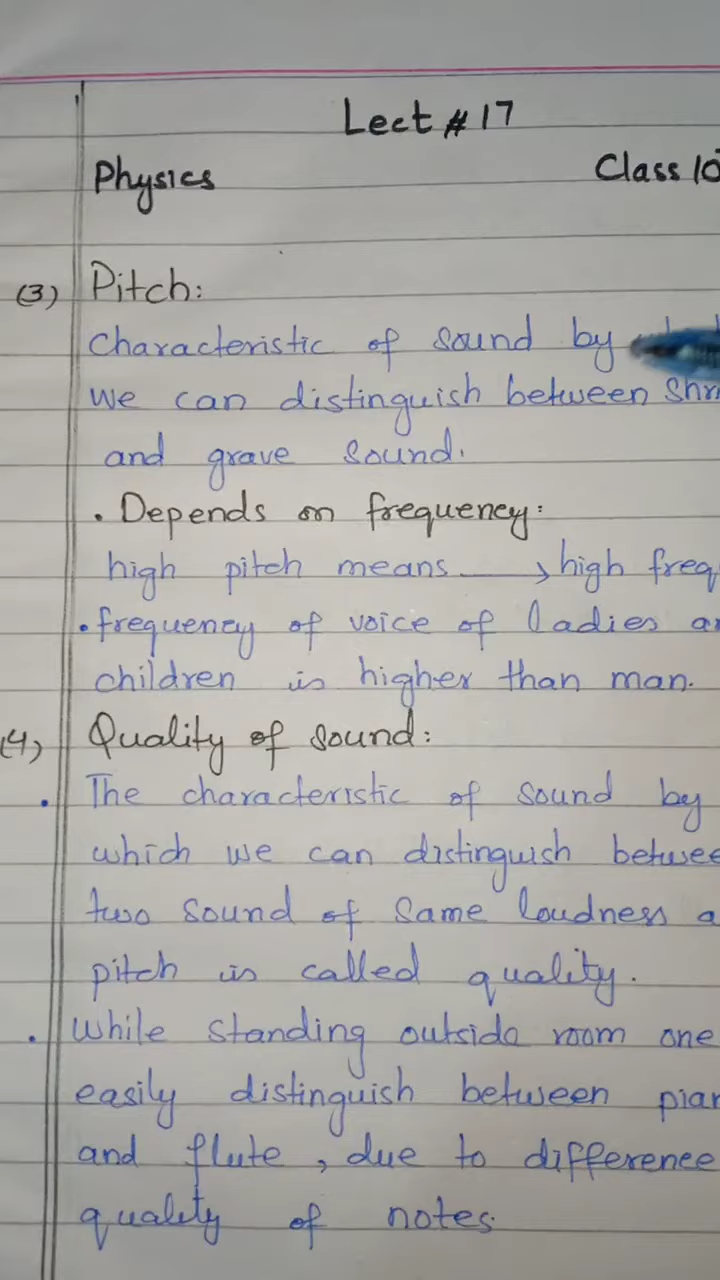 Lect # 17
Physics Class 10
(3) Pitch:
Characteristic of sound by
we can distinguish between
and grave sound.
. Depends on frequency:
high pitch means → high freq
. frequency of voice of ladies
children is higher than man.
(4) Quality of sound:
. The characteristic of sound by
which we can distinguish betwee
two sound of same loudness a
pitch is called quality.
. While standing outside room one
easily distinguish between
and flute, due to difference
quality of notes.